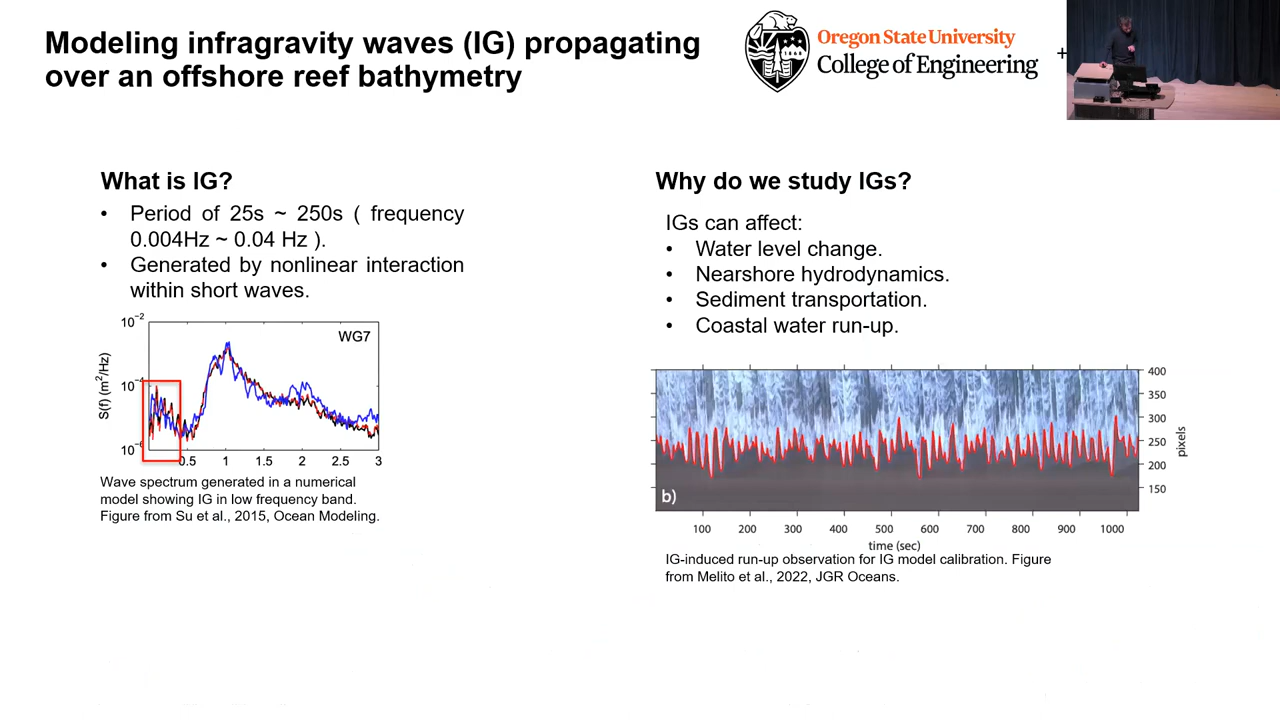 Modeling infragravity waves (IG) propagating
over an offshore reef bathymetry
Oregon State University
College of Engineering
+
What is IG?
• Period of 25s ~ 250s ( frequency
0.004Hz ~ 0.04 Hz ).
• Generated by nonlinear interaction
within short waves.
10⁻²
WG7
10⁻⁴
S(f) (m²/Hz)
0.5 1 1.5 2 2.5 3
Wave spectrum generated in a numerical
model showing IG in low frequency band.
Figure from Su et al., 2015, Ocean Modeling.
Why do we study IGs?
IGs can affect:
• Water level change.
• Nearshore hydrodynamics.
• Sediment transportation.
• Coastal water run-up.
400
350
300
250
200
150
pixels
b)
100 200 300 400 500 600 700 800 900 1000
time (sec)
IG-induced run-up observation for IG model calibration. Figure
from Melito et al., 2022, JGR Oceans.